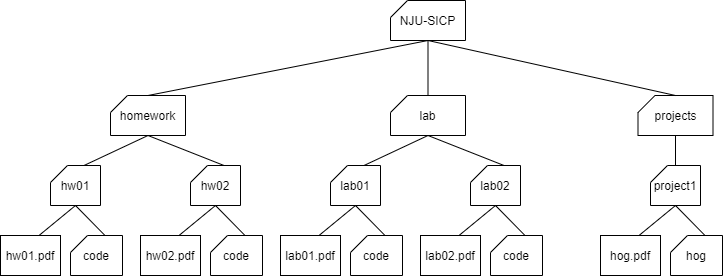 NJU-SICP
homework
lab
projects
hw01
hw02
lab01
lab02
project1
hw01.pdf
code
hw02.pdf
code
lab01.pdf
code
lab02.pdf
code
hog.pdf
hog